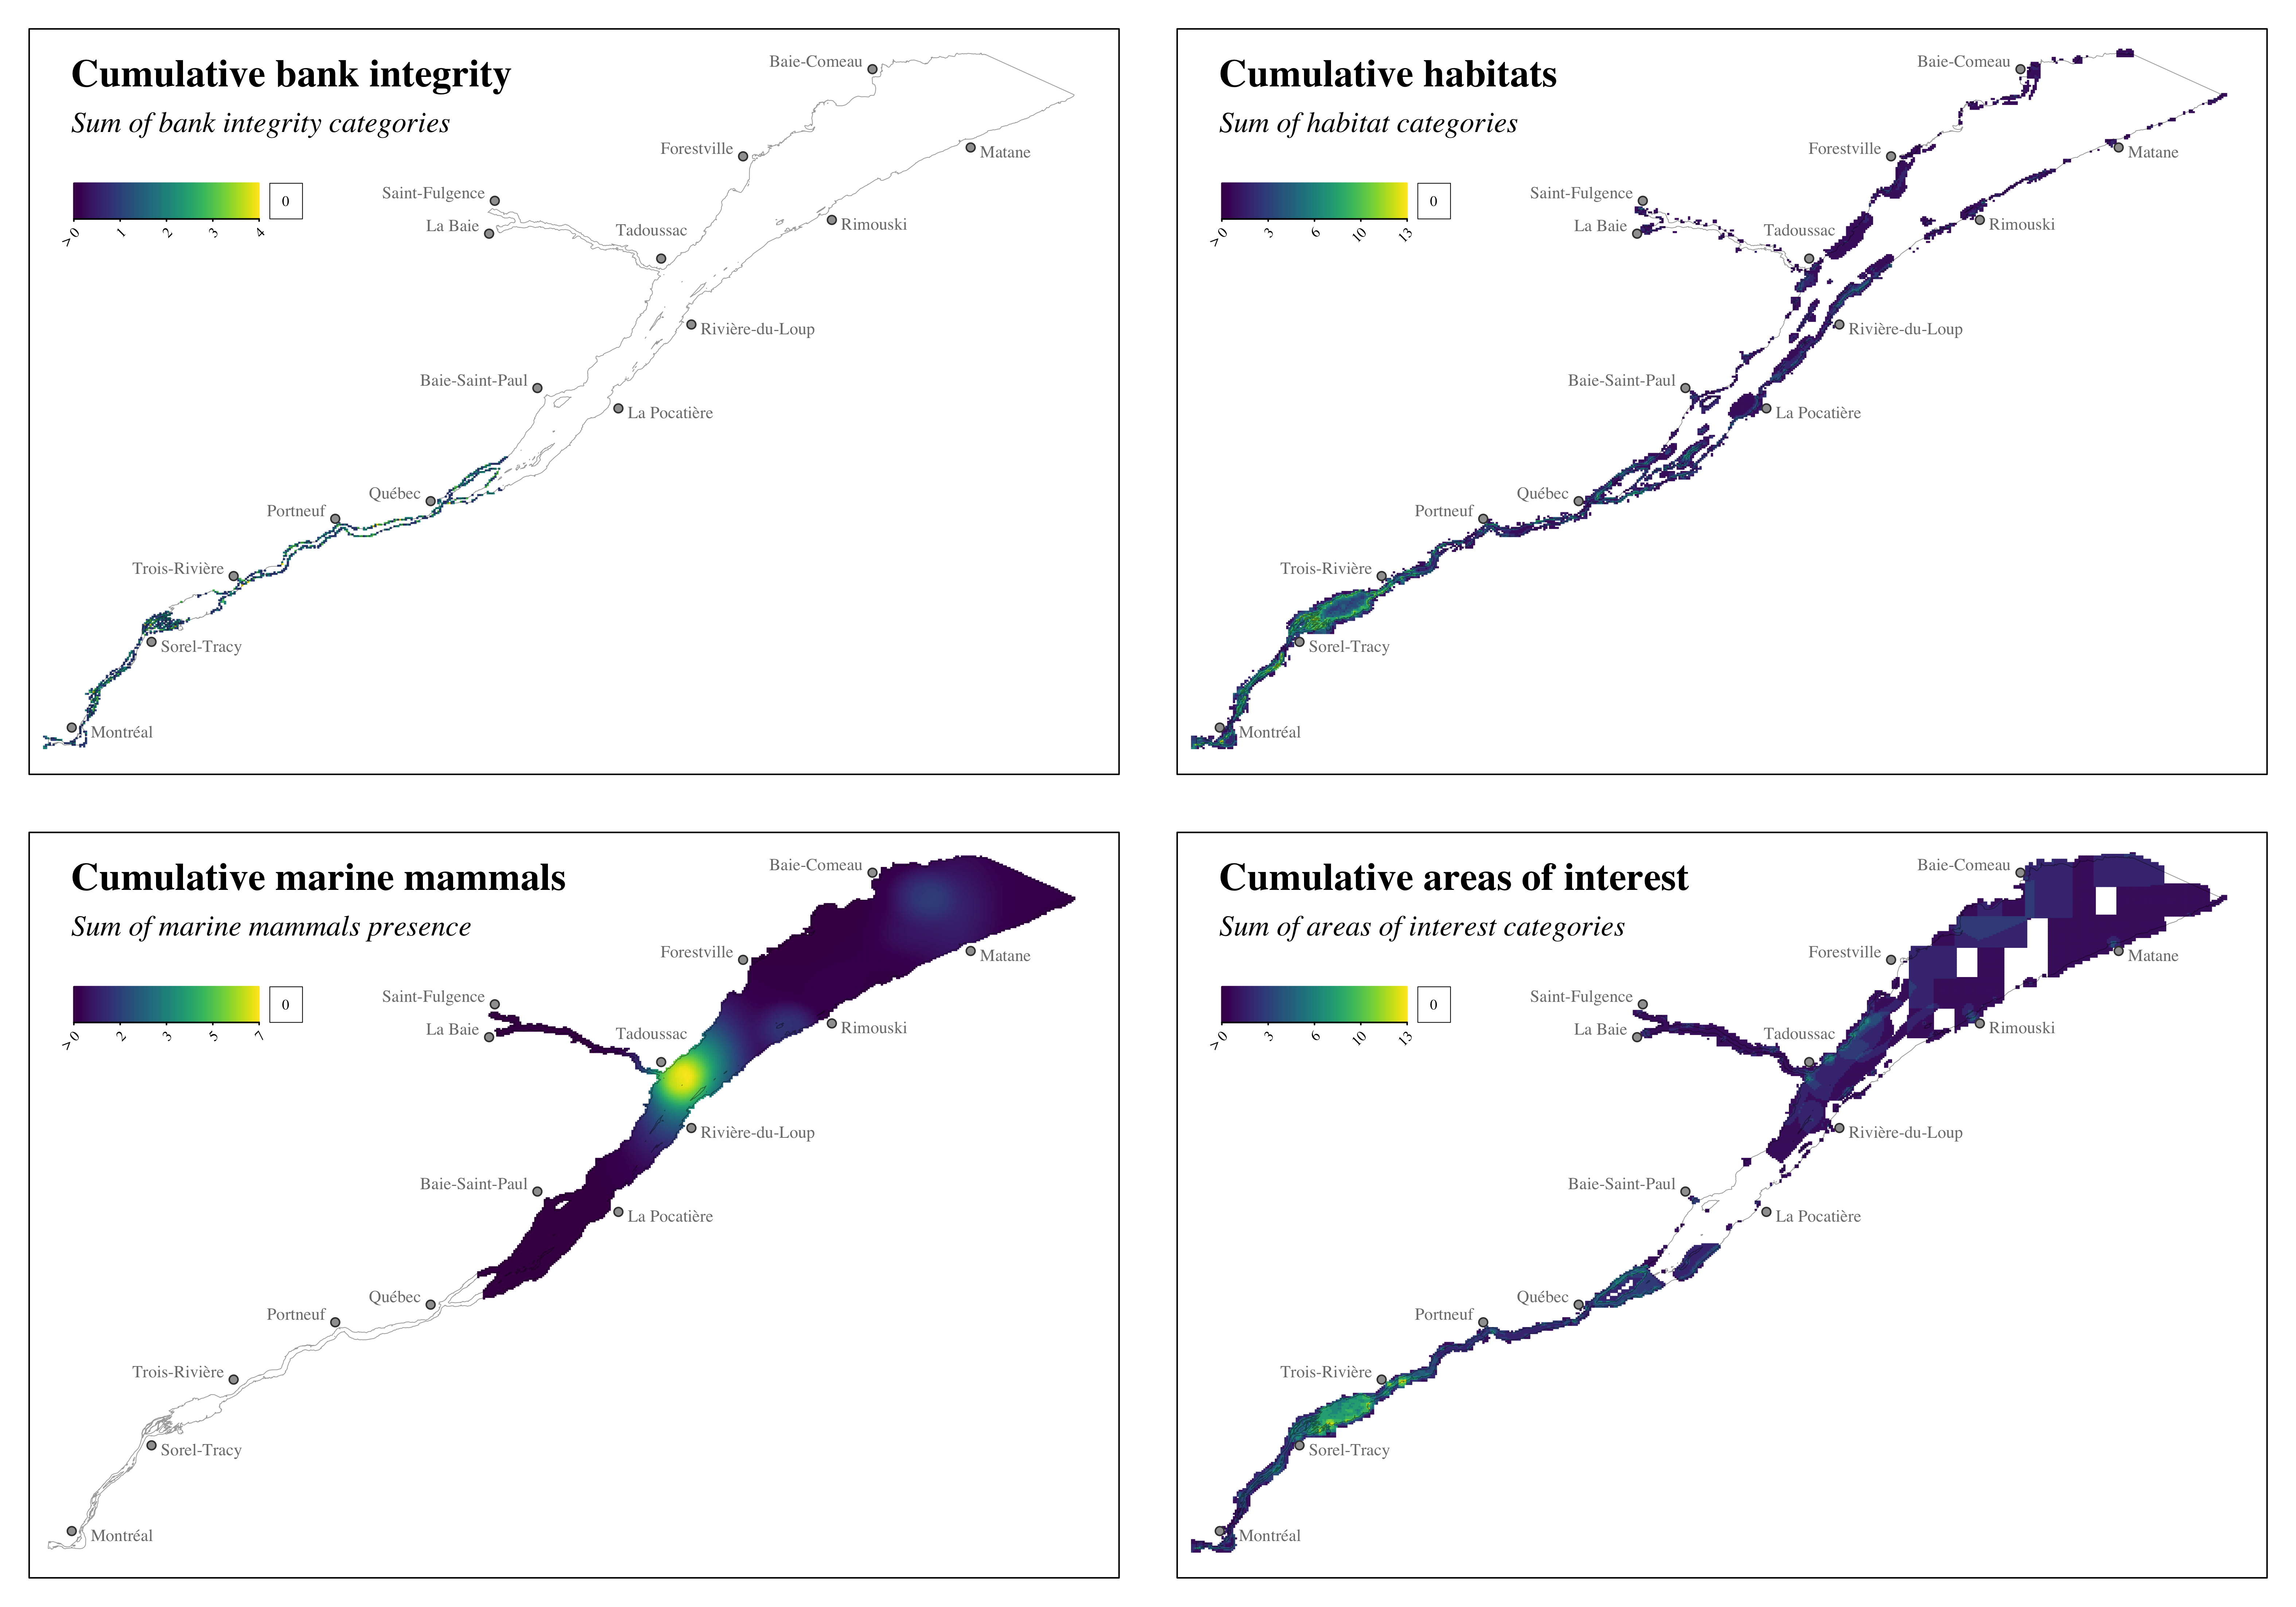 Cumulative bank integrity
Sum of bank integrity categories
> 0 1 2 3 4 0
Baie-Comeau
Forestville
Matane
Saint-Fulgence
La Baie
Tadoussac
Rimouski
Rivière-du-Loup
Baie-Saint-Paul
La Pocatière
Québec
Portneuf
Trois-Rivière
Sorel-Tracy
Montréal
Cumulative habitats
Sum of habitat categories
> 0 3 6 10 13 0
Baie-Comeau
Forestville
Matane
Saint-Fulgence
La Baie
Tadoussac
Rimouski
Rivière-du-Loup
Baie-Saint-Paul
La Pocatière
Québec
Portneuf
Trois-Rivière
Sorel-Tracy
Montréal
Cumulative marine mammals
Sum of marine mammals presence
> 0 2 3 5 7 0
Baie-Comeau
Forestville
Matane
Saint-Fulgence
La Baie
Tadoussac
Rimouski
Rivière-du-Loup
Baie-Saint-Paul
La Pocatière
Québec
Portneuf
Trois-Rivière
Sorel-Tracy
Montréal
Cumulative areas of interest
Sum of areas of interest categories
> 0 3 6 10 13 0
Baie-Comeau
Forestville
Matane
Saint-Fulgence
La Baie
Tadoussac
Rimouski
Rivière-du-Loup
Baie-Saint-Paul
La Pocatière
Québec
Portneuf
Trois-Rivière
Sorel-Tracy
Montréal